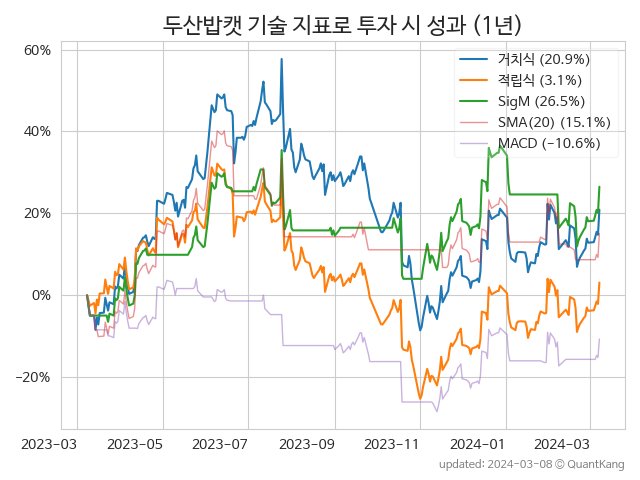 두산밥캣 기술 지표로 투자 시 성과 (1년)
60%
40%
20%
0%
−20%
거치식 (20.9%)
적립식 (3.1%)
SigM (26.5%)
SMA(20) (15.1%)
MACD (−10.6%)
2023−03 2023−05 2023−07 2023−09 2023−11 2024−01 2024−03
updated: 2024-03-08 ⓒ QuantKang